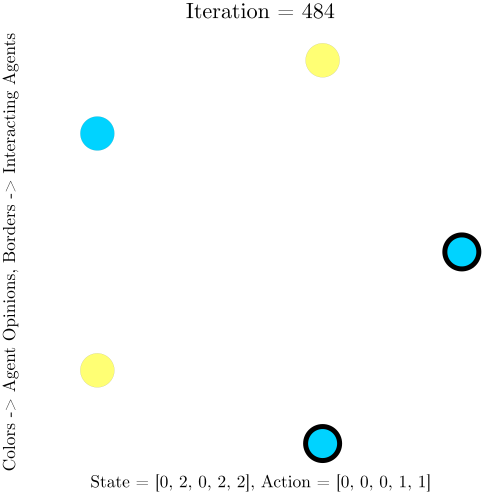 Iteration = 484
Colors -> Agent Opinions, Borders -> Interacting Agents
State = [0, 2, 0, 2, 2], Action = [0, 0, 0, 1, 1]